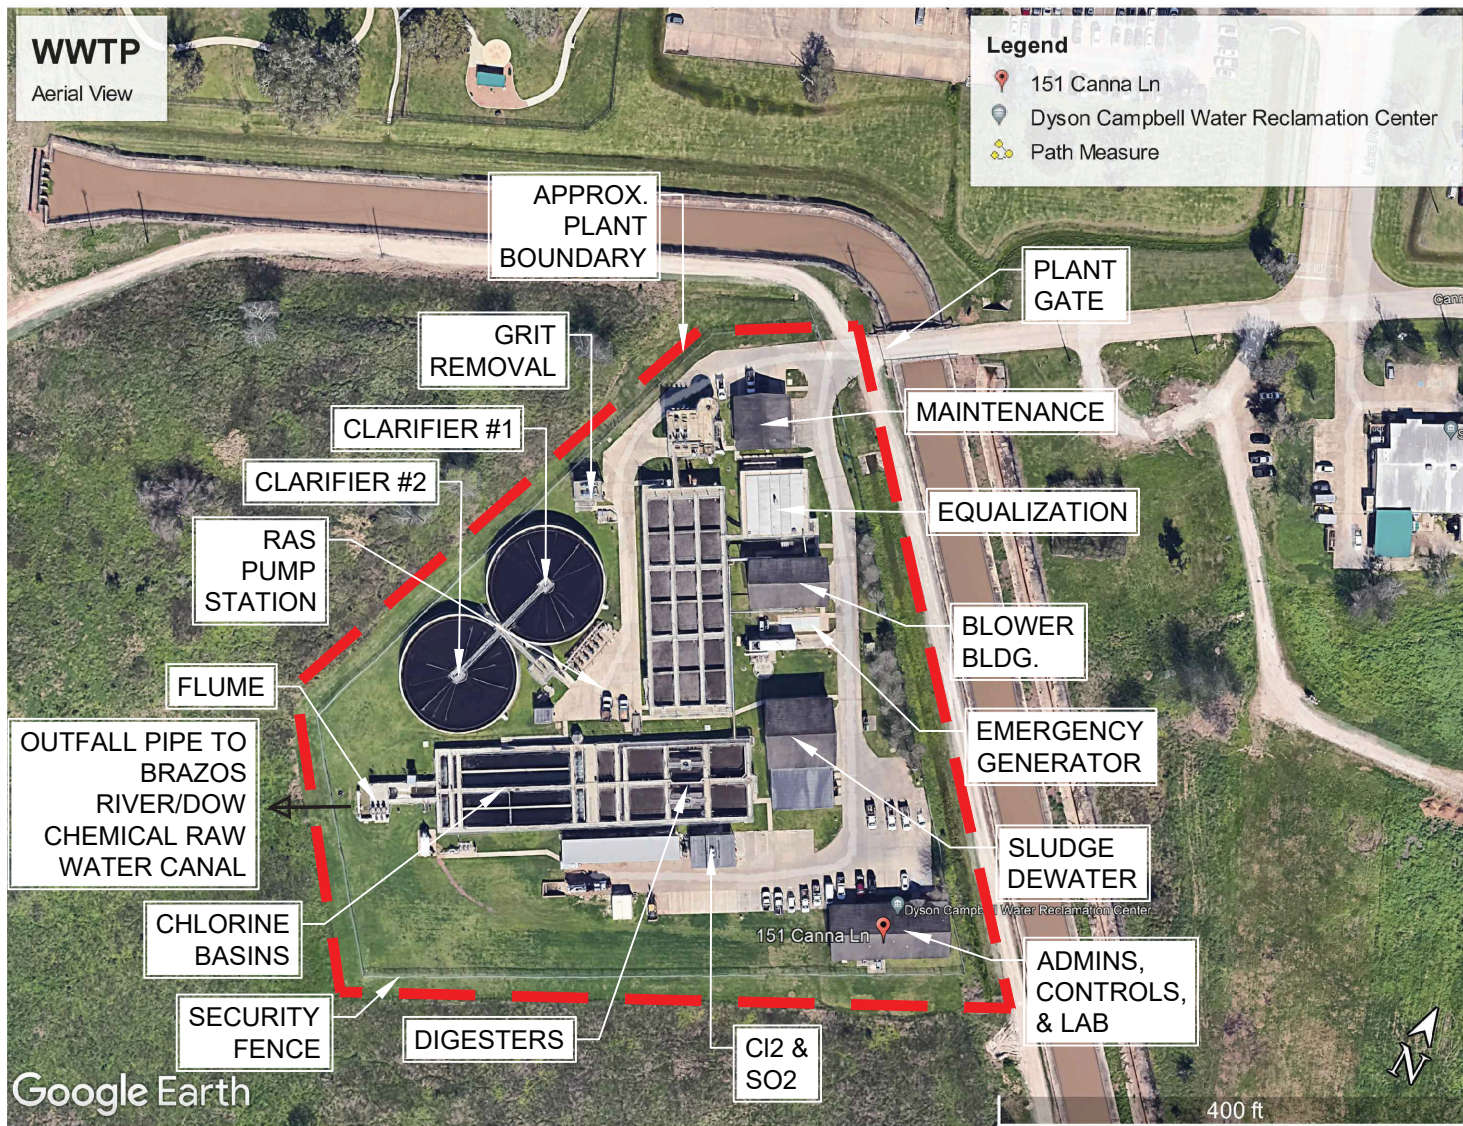 WWTP
Aerial View
Legend
151 Canna Ln
Dyson Campbell Water Reclamation Center
Path Measure
APPROX.
PLANT
BOUNDARY
PLANT
GATE
GRIT
REMOVAL
MAINTENANCE
CLARIFIER #1
CLARIFIER #2
EQUALIZATION
RAS
PUMP
STATION
BLOWER
BLDG.
FLUME
EMERGENCY
GENERATOR
OUTFALL PIPE TO
BRAZOS
RIVER/DOW
CHEMICAL RAW
WATER CANAL
SLUDGE
DEWATER
CHLORINE
BASINS
Dyson Campbell Water Reclamation Center
151 Canna Ln
ADMINS,
CONTROLS,
& LAB
SECURITY
FENCE
DIGESTERS
Cl2 &
SO2
N
Google Earth
400 ft